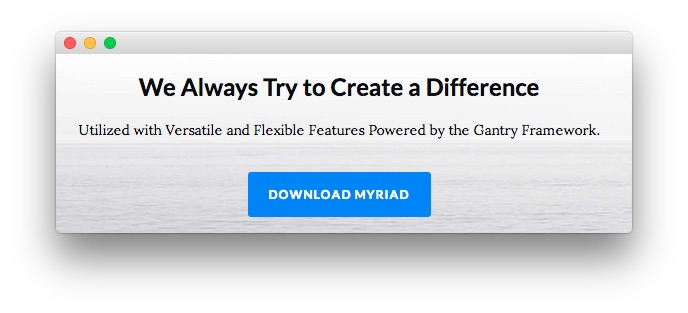 We Always Try to Create a Difference
Utilized with Versatile and Flexible Features Powered by the Gantry Framework.
DOWNLOAD MYRIAD